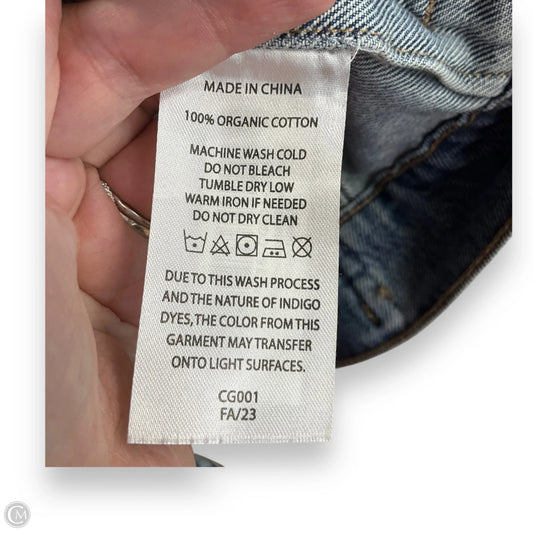 MADE IN CHINA
100% ORGANIC COTTON
MACHINE WASH COLD
DO NOT BLEACH
TUMBLE DRY LOW
WARM IRON IF NEEDED
DO NOT DRY CLEAN
DUE TO THIS WASH PROCESS
AND THE NATURE OF INDIGO
DYES, THE COLOR FROM THIS
GARMENT MAY TRANSFER
ONTO LIGHT SURFACES.
CG001
FA/23
CM